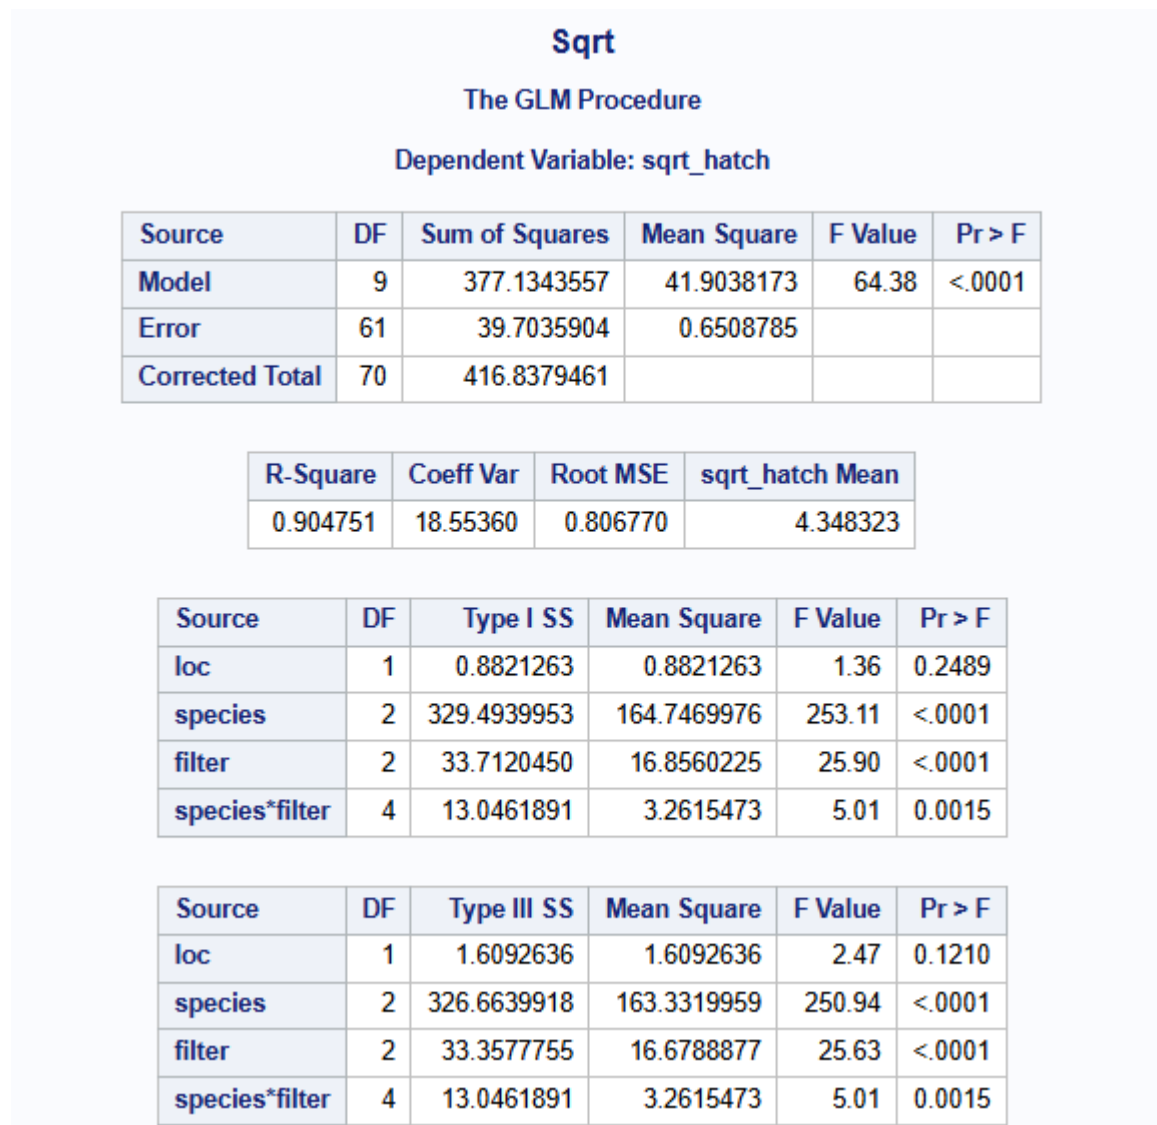 Sqrt
The GLM Procedure
Dependent Variable: sqrt_hatch
Source DF Sum of Squares Mean Square F Value Pr > F
Model 9 377.1343557 41.9038173 64.38 <.0001
Error 61 39.7035904 0.6508785
Corrected Total 70 416.8379461
R-Square Coeff Var Root MSE sqrt_hatch Mean
0.904751 18.55360 0.806770 4.348323
Source DF Type I SS Mean Square F Value Pr > F
loc 1 0.8821263 0.8821263 1.36 0.2489
species 2 329.4939953 164.7469976 253.11 <.0001
filter 2 33.7120450 16.8560225 25.90 <.0001
species*filter 4 13.0461891 3.2615473 5.01 0.0015
Source DF Type III SS Mean Square F Value Pr > F
loc 1 1.6092636 1.6092636 2.47 0.1210
species 2 326.6639918 163.3319959 250.94 <.0001
filter 2 33.3577755 16.6788877 25.63 <.0001
species*filter 4 13.0461891 3.2615473 5.01 0.0015